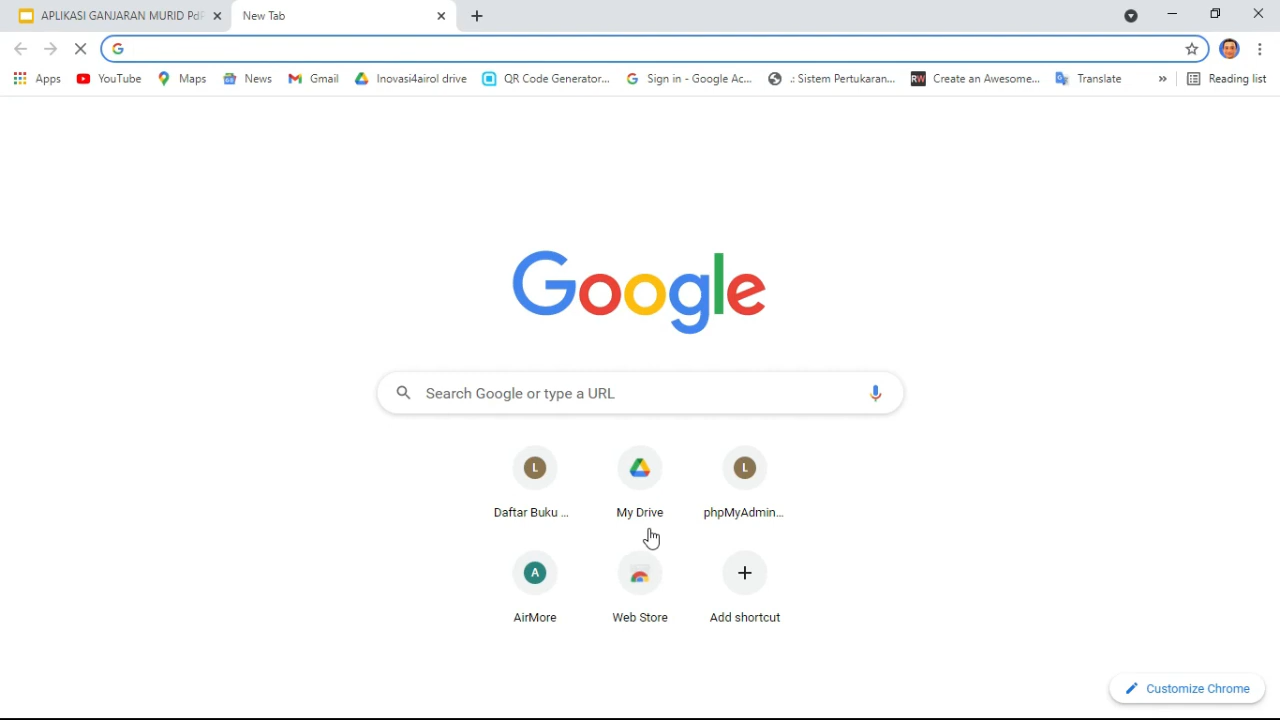 APLIKASI GANJARAN MURID PdP
New Tab
Apps
YouTube
Maps
News
Gmail
Inovasi4airol drive
QR Code Generator...
Sign in - Google Ac...
.: Sistem Pertukaran...
RW
Create an Awesome...
Translate
»
Reading list
Google
Search Google or type a URL
L
L
Daftar Buku ...
My Drive
phpMyAdmin...
A
AirMore
Web Store
Add shortcut
Customize Chrome